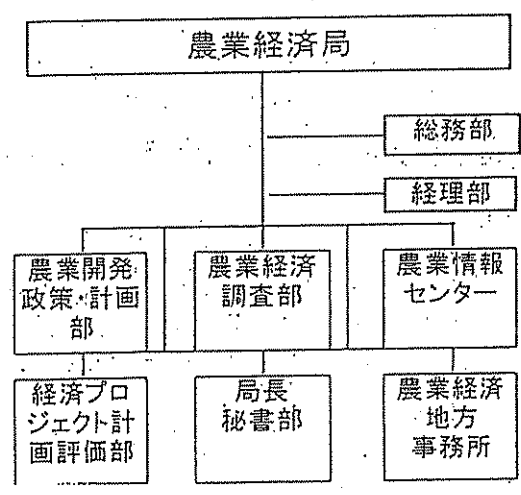 農業経済局
総務部
経理部
農業開発
政策・計画
部
農業経済
調査部
農業情報
センター
経済プロ
ジェクト計
画評価部
局長
秘書部
農業経済
地方
事務所